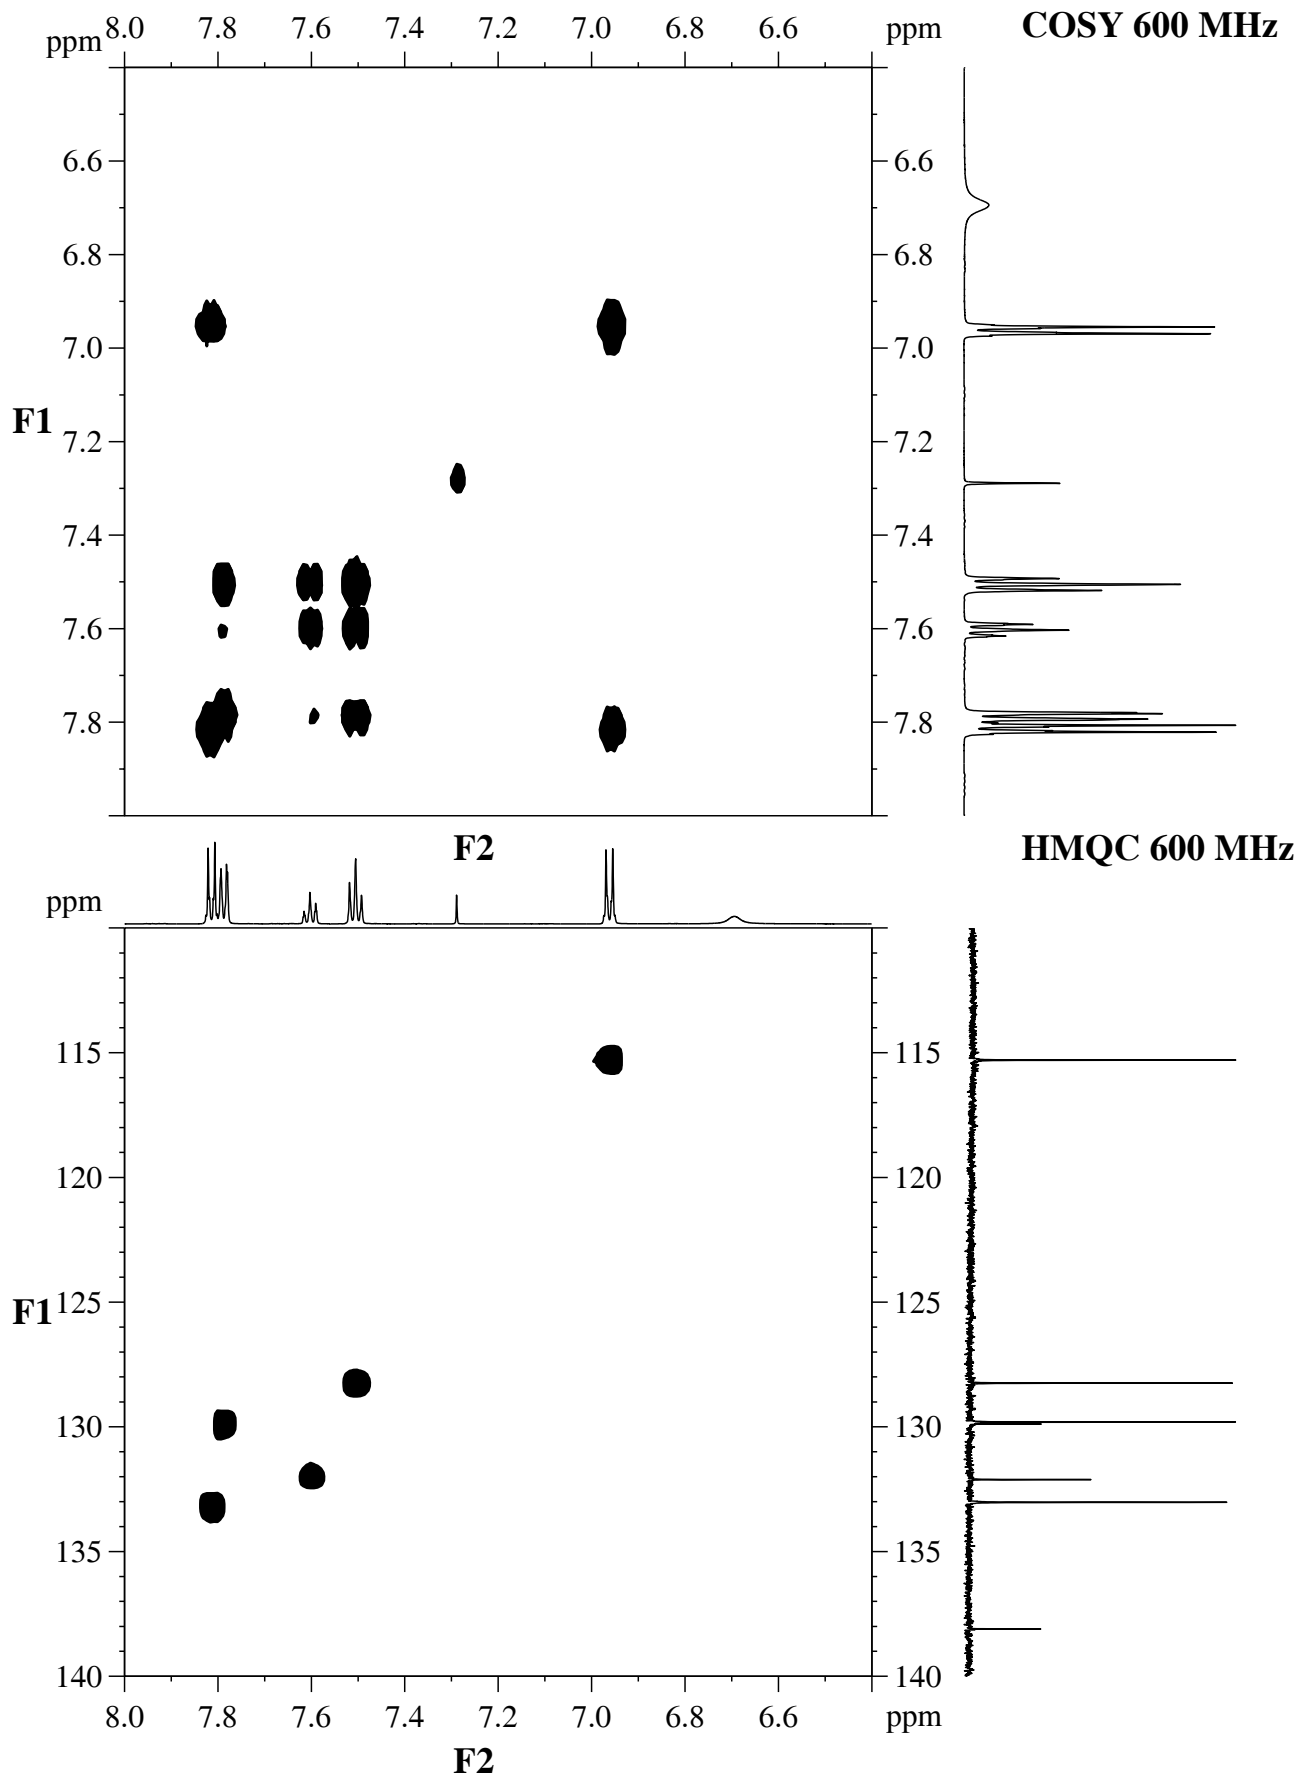 8.0 7.8 7.6 7.4 7.2 7.0 6.8 6.6
ppm ppm COSY 600 MHz
6.6 6.6
6.8 6.8
7.0 7.0
F1
7.2 7.2
7.4 7.4
7.6 7.6
7.8 7.8
F2 HMQC 600 MHz
ppm
115 115
120 120
125 125
F1
130 130
135 135
140 140
8.0 7.8 7.6 7.4 7.2 7.0 6.8 6.6 ppm
F2